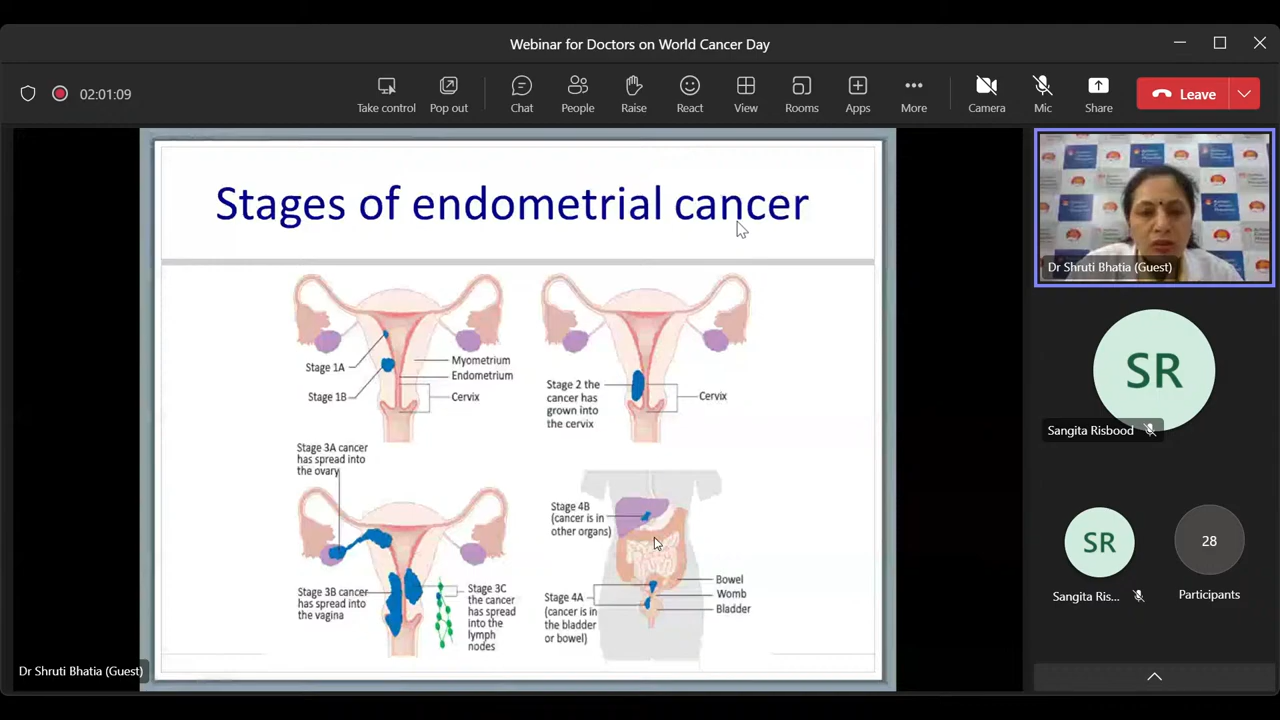 Webinar for Doctors on World Cancer Day
02:01:09
Take control
Pop out
Chat
People
Raise
React
View
Rooms
Apps
More
Camera
Mic
Share
Leave
Stages of endometrial cancer
Stage 1A
Stage 1B
Myometrium
Endometrium
Cervix
Stage 2 the
cancer has
grown into
the cervix
Cervix
Stage 3A cancer
has spread into
the ovary
Stage 3B cancer
has spread into
the vagina
Stage 3C
the cancer
has spread
into the
lymph
nodes
Stage 4B
(cancer is in
other organs)
Stage 4A
(cancer is in
the bladder
or bowel)
Bowel
Womb
Bladder
Dr Shruti Bhatia (Guest)
Dr Shruti Bhatia (Guest)
SR
Sangita Risbood
SR
Sangita Ris...
28
Participants